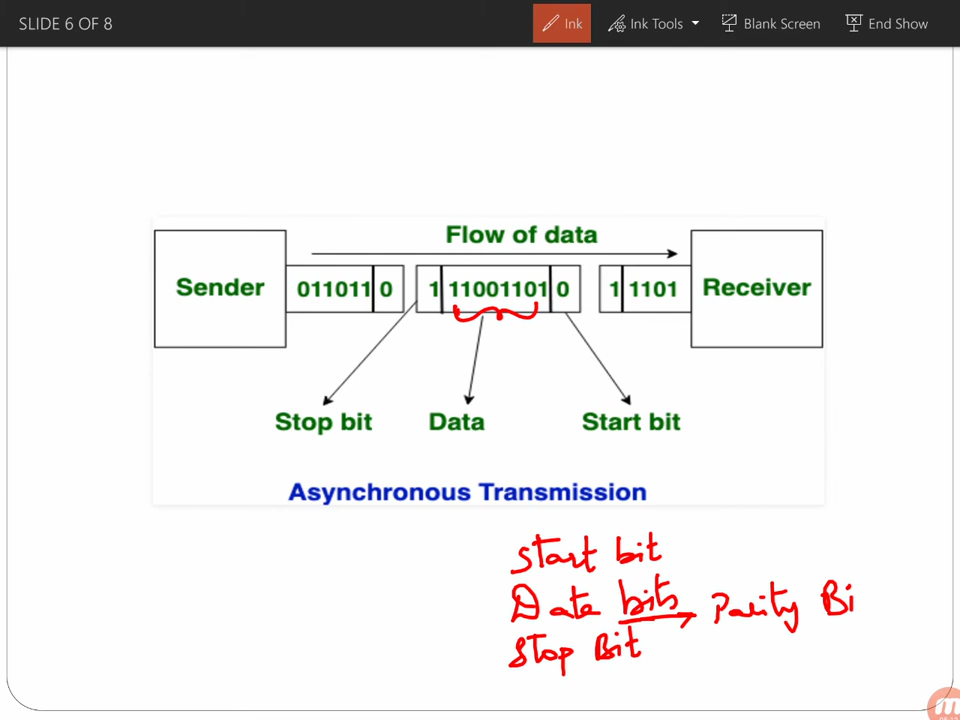 SLIDE 6 OF 8
Ink
Ink Tools
Blank Screen
End Show
Flow of data
Sender
011011 0
1 11001101 0
1 1101
Receiver
Stop bit
Data
Start bit
Asynchronous Transmission
Start bit
Data bits → Parity Bi
Stop Bit